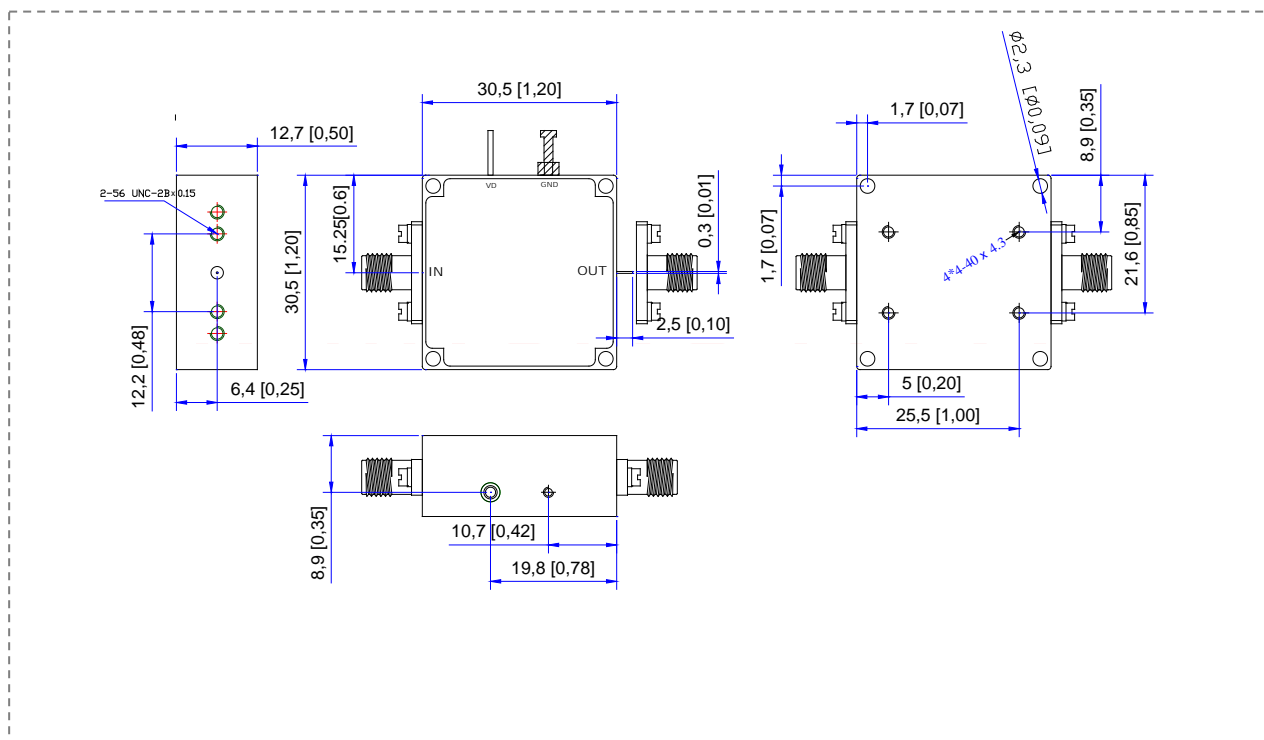 30,5 [1,20]
12,7 [0,50]
2-56 UNC-2B×0.15
12,2 [0,48]
6,4 [0,25]
15.25[0.6]
30,5 [1,20]
VD
GND
IN
OUT
0,3 [0,01]
2,5 [0,10]
1,7 [0,07]
1,7 [0,07]
Ø2,3 [Ø0,09]
8,9 [0,35]
21,6 [0,85]
4*4-40 x 4.3
5 [0,20]
25,5 [1,00]
8,9 [0,35]
10,7 [0,42]
19,8 [0,78]